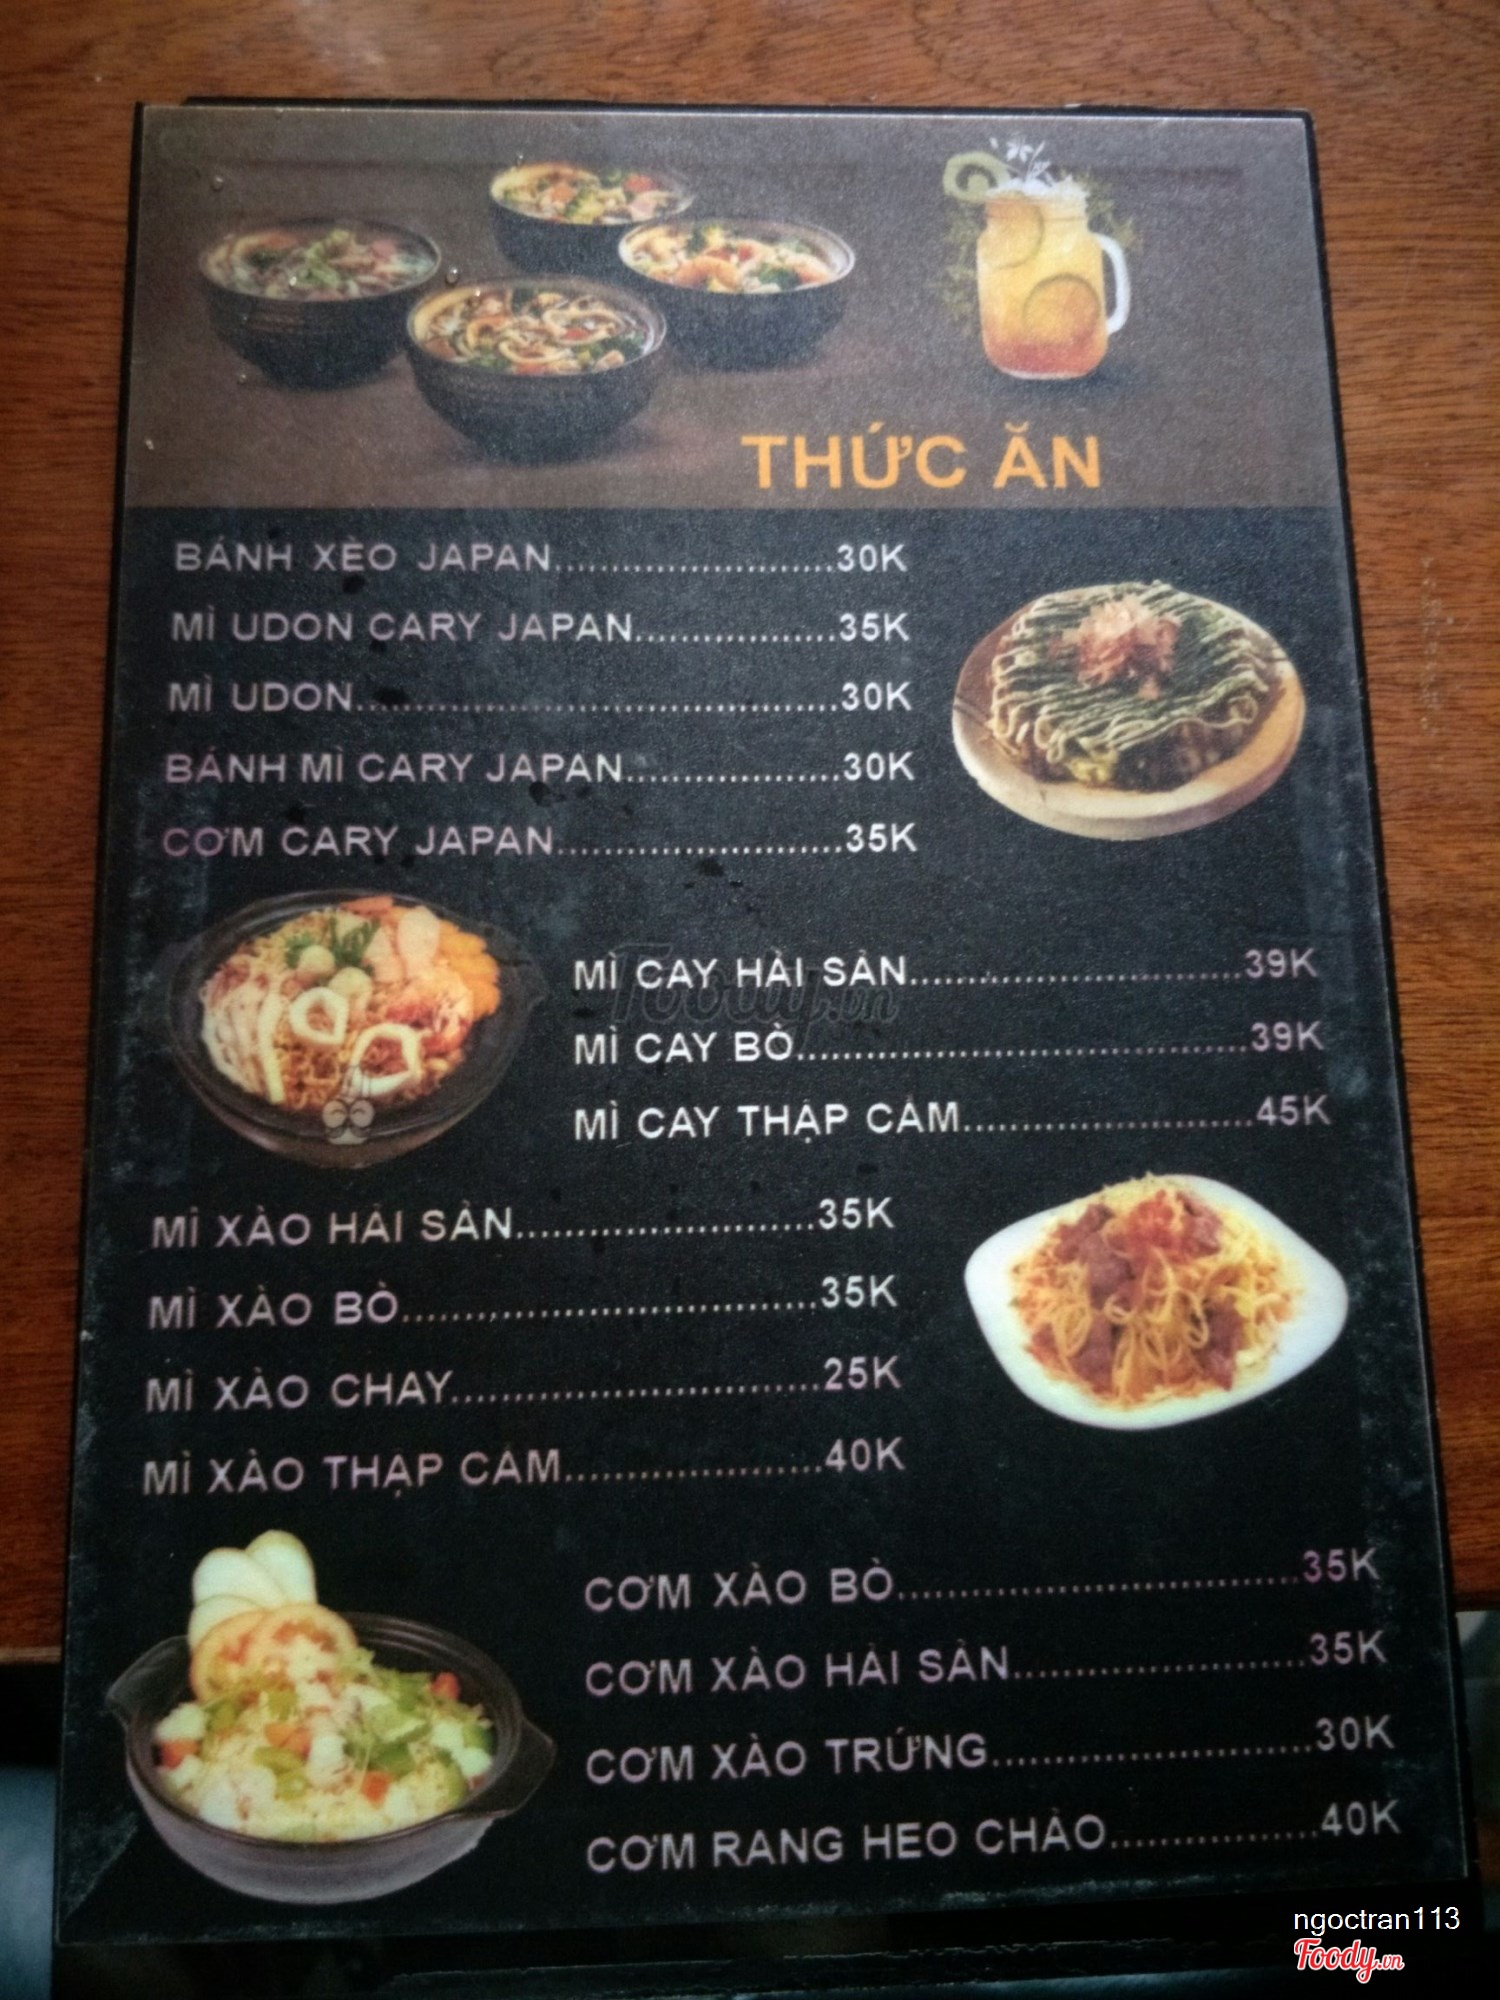 THỨC ĂN
BÁNH XÈO JAPAN.........................30K
MÌ UDON CARY JAPAN..................35K
MÌ UDON...........................................30K
BÁNH MÌ CARY JAPAN...................30K
CƠM CARY JAPAN.........................35K
MÌ CAY HẢI SẢN.............................39K
MÌ CAY BÒ.......................................39K
MÌ CAY THẬP CẨM.........................45K
MÌ XÀO HẢI SẢN...........................35K
MÌ XÀO BÒ.....................................35K
MÌ XÀO CHAY................................25K
MÌ XÀO THẬP CẨM.......................40K
CƠM XÀO BÒ..................................35K
CƠM XÀO HẢI SẢN.........................35K
CƠM XÀO TRỨNG...........................30K
CƠM RANG HEO CHẢO..................40K
Foody.vn
ngoctran113
Foody.vn